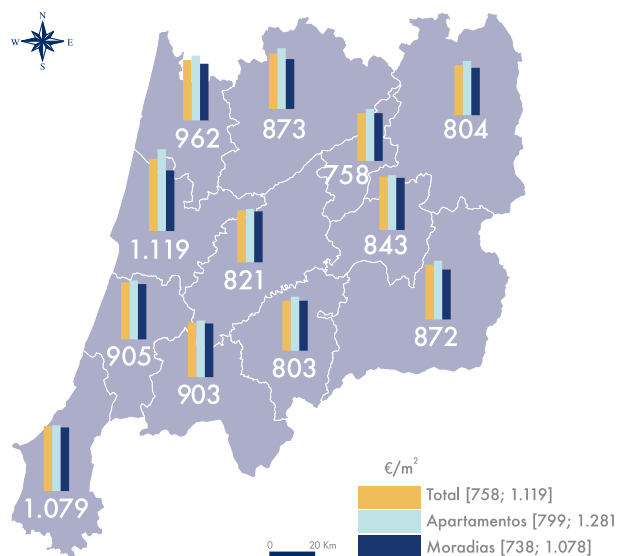 N
W E
S
962
873
804
758
1.119
821
843
905
903
803
872
1.079
€/m²
Total [758; 1.119]
Apartamentos [799; 1.281
Moradias [738; 1.078]
0 20 Km